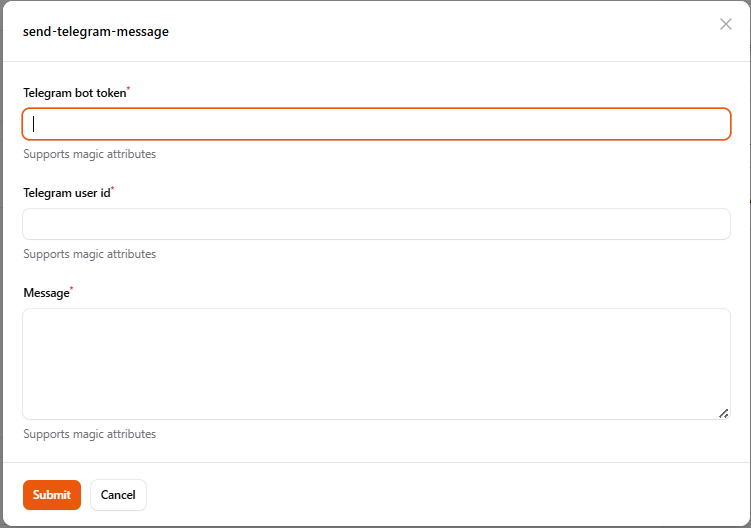 send-telegram-message
Telegram bot token*
Supports magic attributes
Telegram user id*
Supports magic attributes
Message*
Supports magic attributes
Submit
Cancel